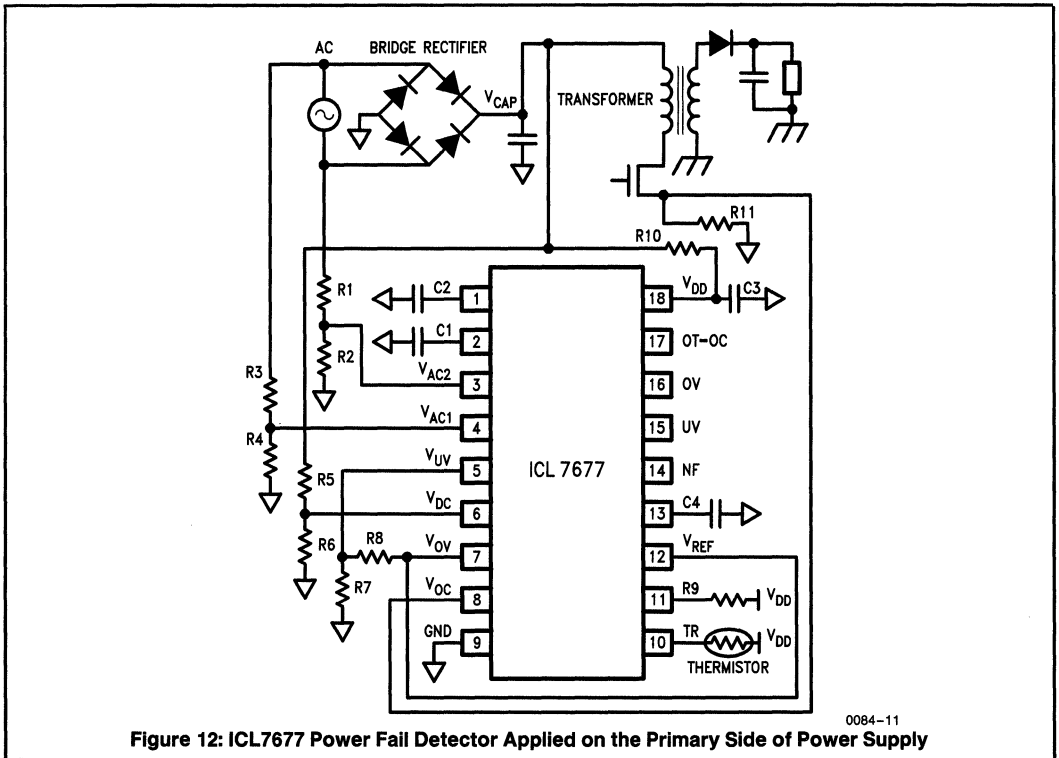 AC
BRIDGE RECTIFIER
VCAP
TRANSFORMER
R11
R10
R1
C2
1
18
VDD
C3
C1
2
17
OT-OC
R2
VAC2
3
16
OV
R3
VAC1
4
15
UV
R4
VUV
5
ICL7677
14
NF
R5
VDC
6
13
C4
R6
R8
VOV
7
12
VREF
R7
VOC
8
11
R9
VDD
GND
9
10
TR
VDD
THERMISTOR
0084-11
Figure 12: ICL7677 Power Fail Detector Applied on the Primary Side of Power Supply